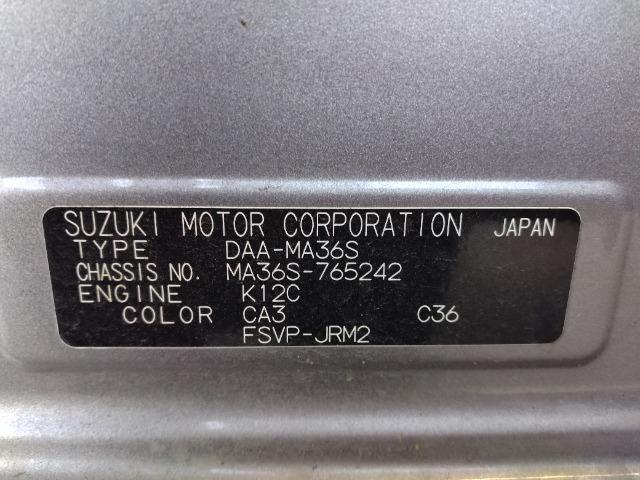 SUZUKI MOTOR CORPORATION JAPAN
TYPE DAA-MA36S
CHASSIS NO. MA36S-765242
ENGINE K12C
COLOR CA3 C36
FSVP-JRM2